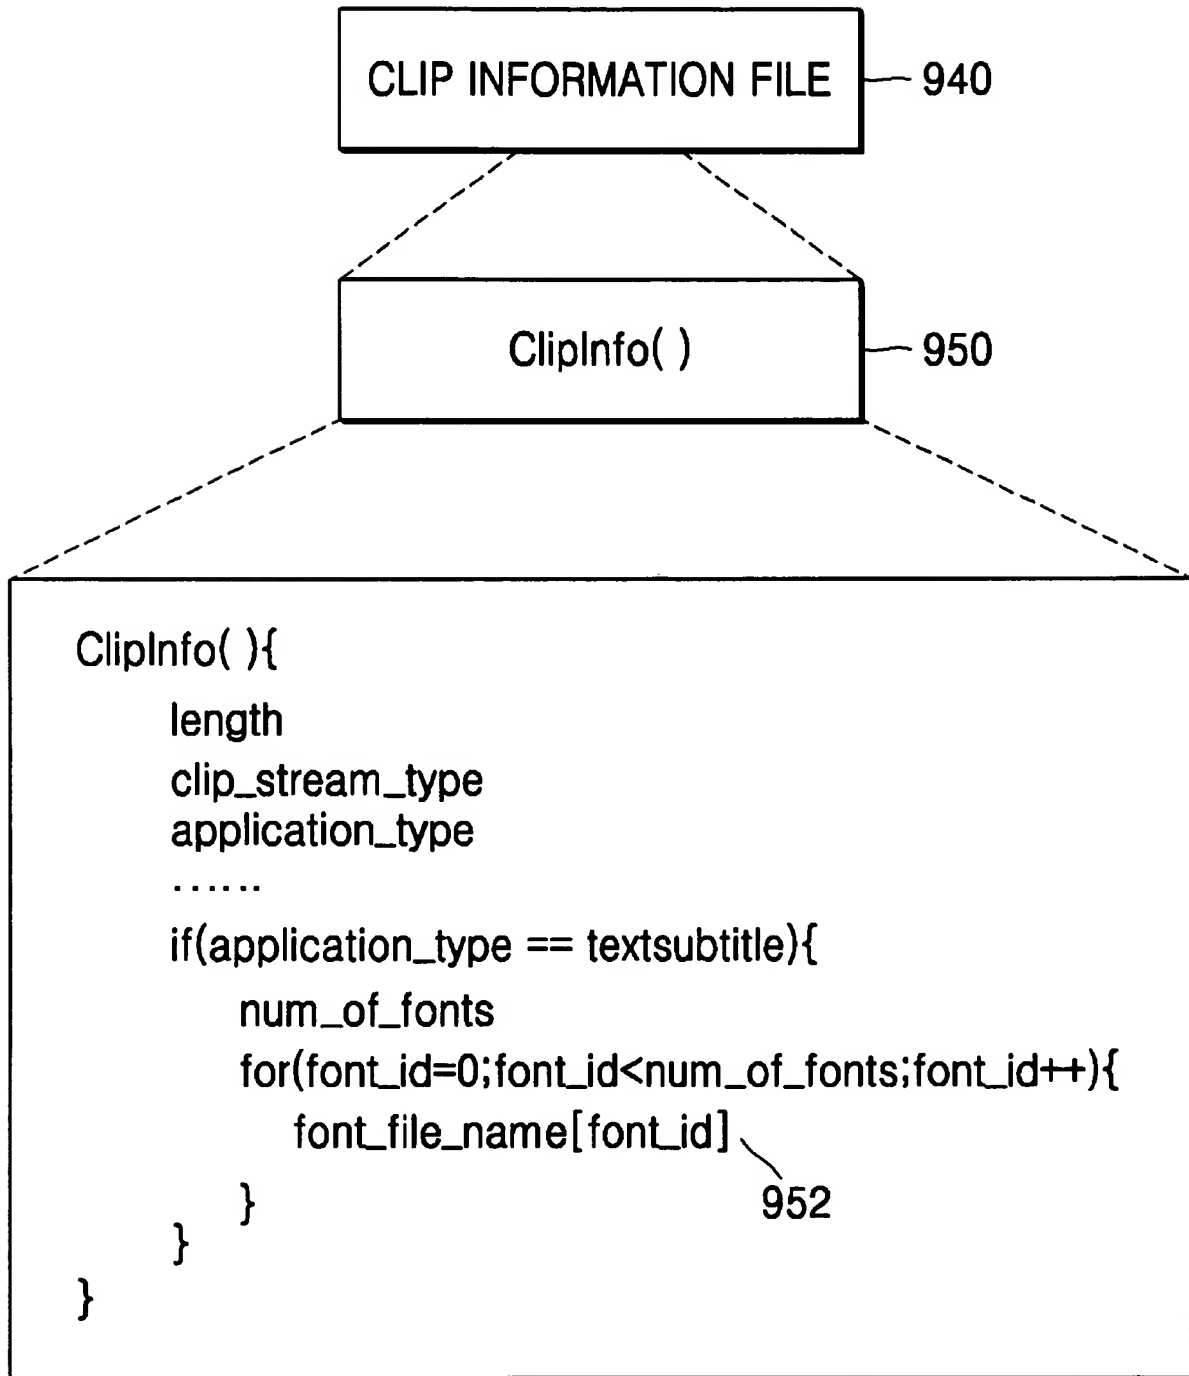 CLIP INFORMATION FILE 940
ClipInfo( ) 950
ClipInfo( ){
length
clip_stream_type
application_type
......
if(application_type == textsubtitle){
num_of_fonts
for(font_id=0;font_id<num_of_fonts;font_id++){
font_file_name[font_id]
952
}
}
}